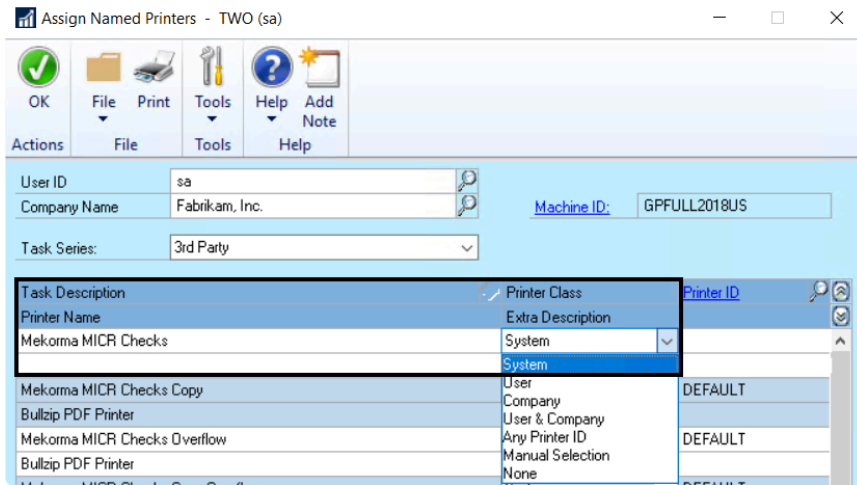 Assign Named Printers - TWO (sa)
OK File Print Tools Help Add Note
Actions File Tools Help
User ID sa
Company Name Fabrikam, Inc. Machine ID: GPFULL2018US
Task Series: 3rd Party
Task Description Printer Class Printer ID
Printer Name Extra Description
Mekorma MICR Checks System
System
User
Mekorma MICR Checks Copy DEFAULT
Company
Bullzip PDF Printer User & Company
Mekorma MICR Checks Overflow Any Printer ID DEFAULT
Bullzip PDF Printer Manual Selection
None